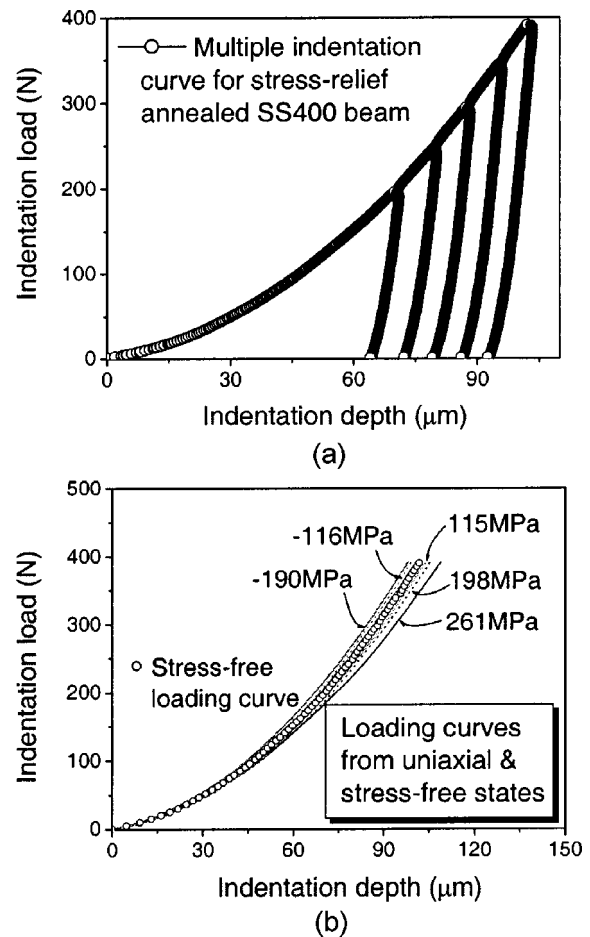 400
300
200
100
0
Indentation load (N)
Multiple indentation
curve for stress-relief
annealed SS400 beam
0 30 60 90
Indentation depth (μm)
(a)
500
400
300
200
100
0
Indentation load (N)
-116MPa
115MPa
-190MPa
198MPa
261MPa
Stress-free
loading curve
Loading curves
from uniaxial &
stress-free states
0 30 60 90 120 150
Indentation depth (μm)
(b)